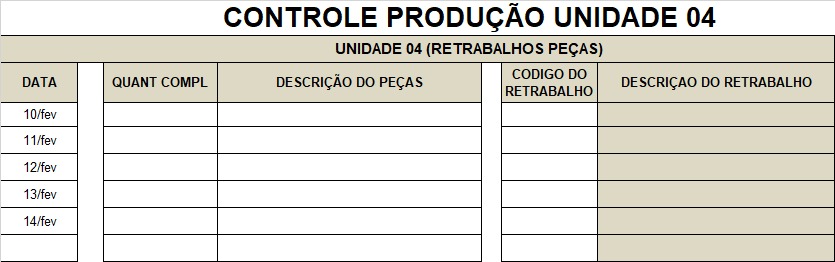 CONTROLE PRODUÇÃO UNIDADE 04
UNIDADE 04 (RETRABALHOS PEÇAS)
DATA QUANT COMPL DESCRIÇÃO DO PEÇAS CODIGO DO RETRABALHO DESCRIÇAO DO RETRABALHO
10/fev
11/fev
12/fev
13/fev
14/fev